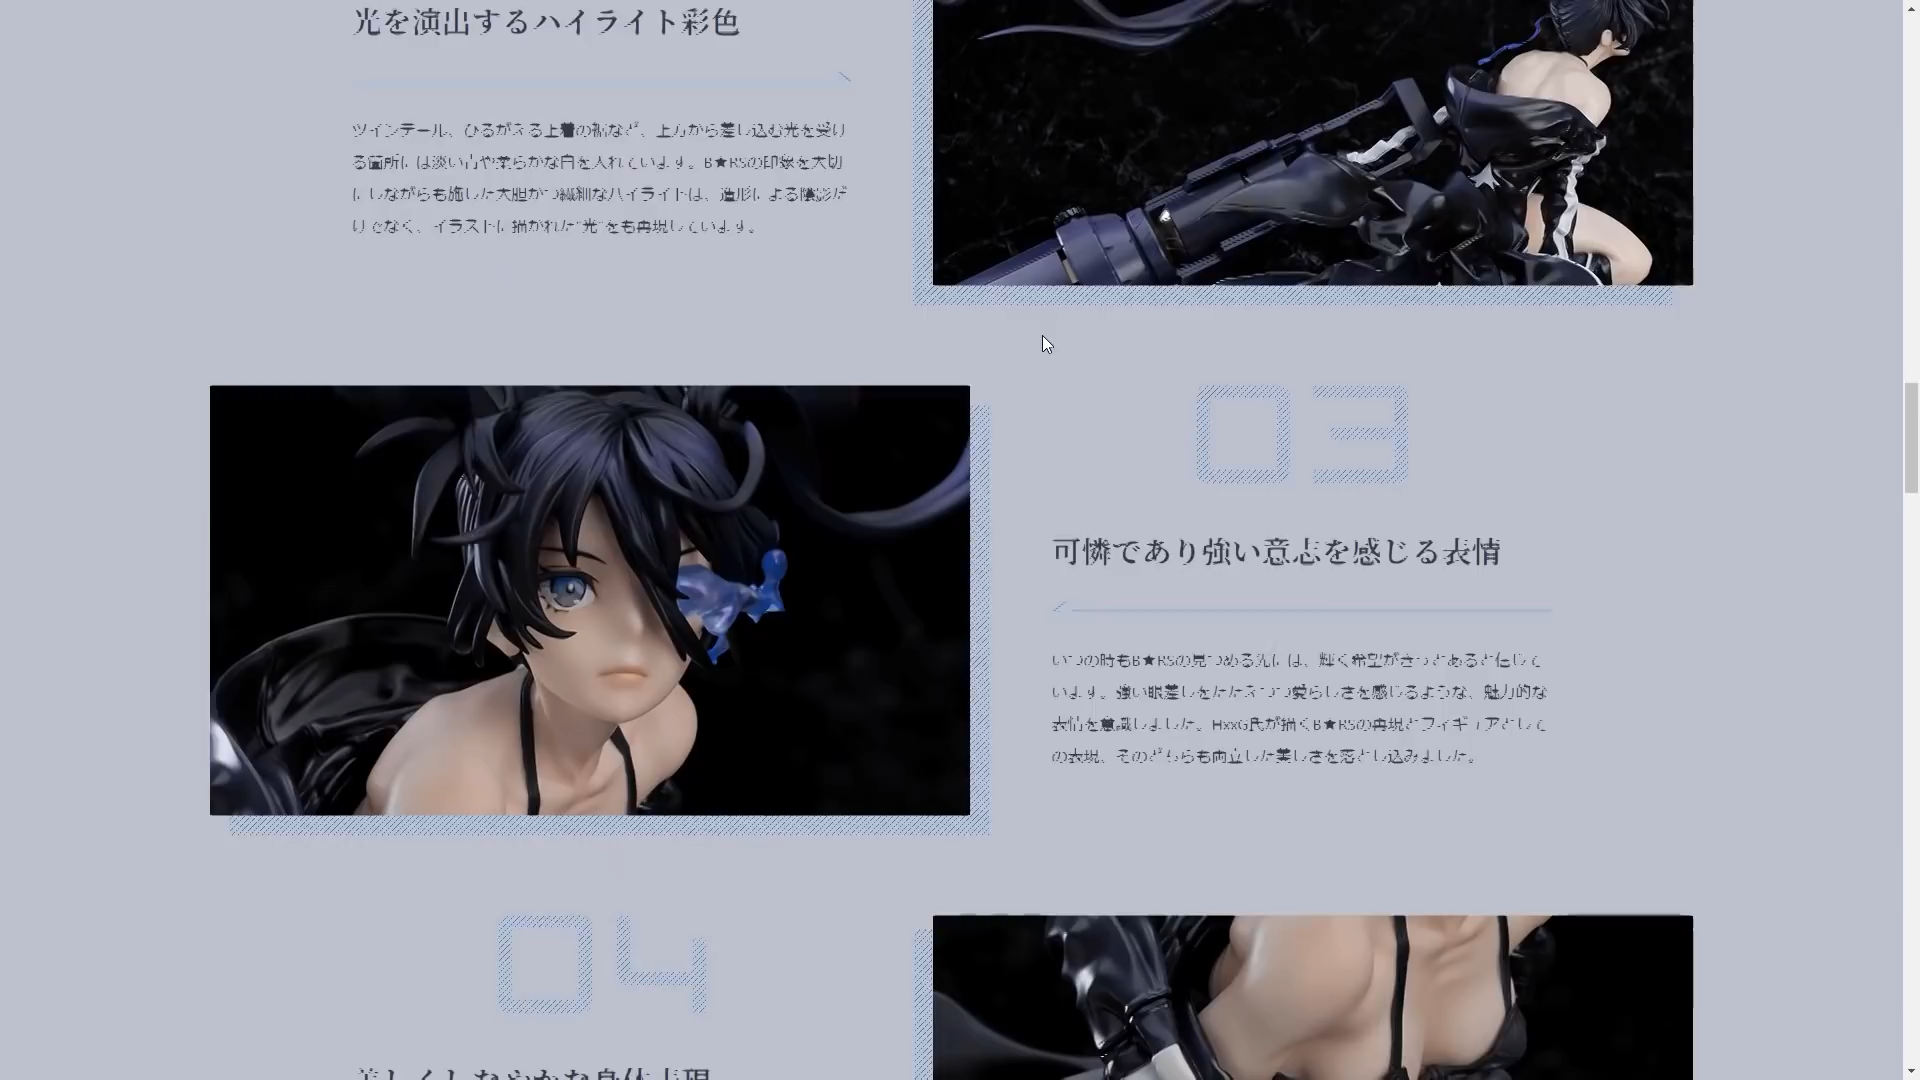 光を演出するハイライト彩色
ツインテール、ひるがえる上着の裾など、上方から差し込む光を受け
る箇所には淡い青や柔らかな白を入れています。B★RSの印象を大切
にしながらも施した大胆かつ繊細なハイライトは、造形による陰影だ
けでなく、イラストに描かれた“光”をも再現しています。
03
可憐であり強い意志を感じる表情
いつの時もB★RSの見つめる先には、輝く希望がきっとあると信じて
います。強い眼差しをたたえつつ愛らしさを感じるような、魅力的な
表情を意識しました。HxxG氏が描くB★RSの再現とフィギュアとして
の表現、そのどちらも両立した美しさを落とし込みました。
04
美しくしなやかな身体表現